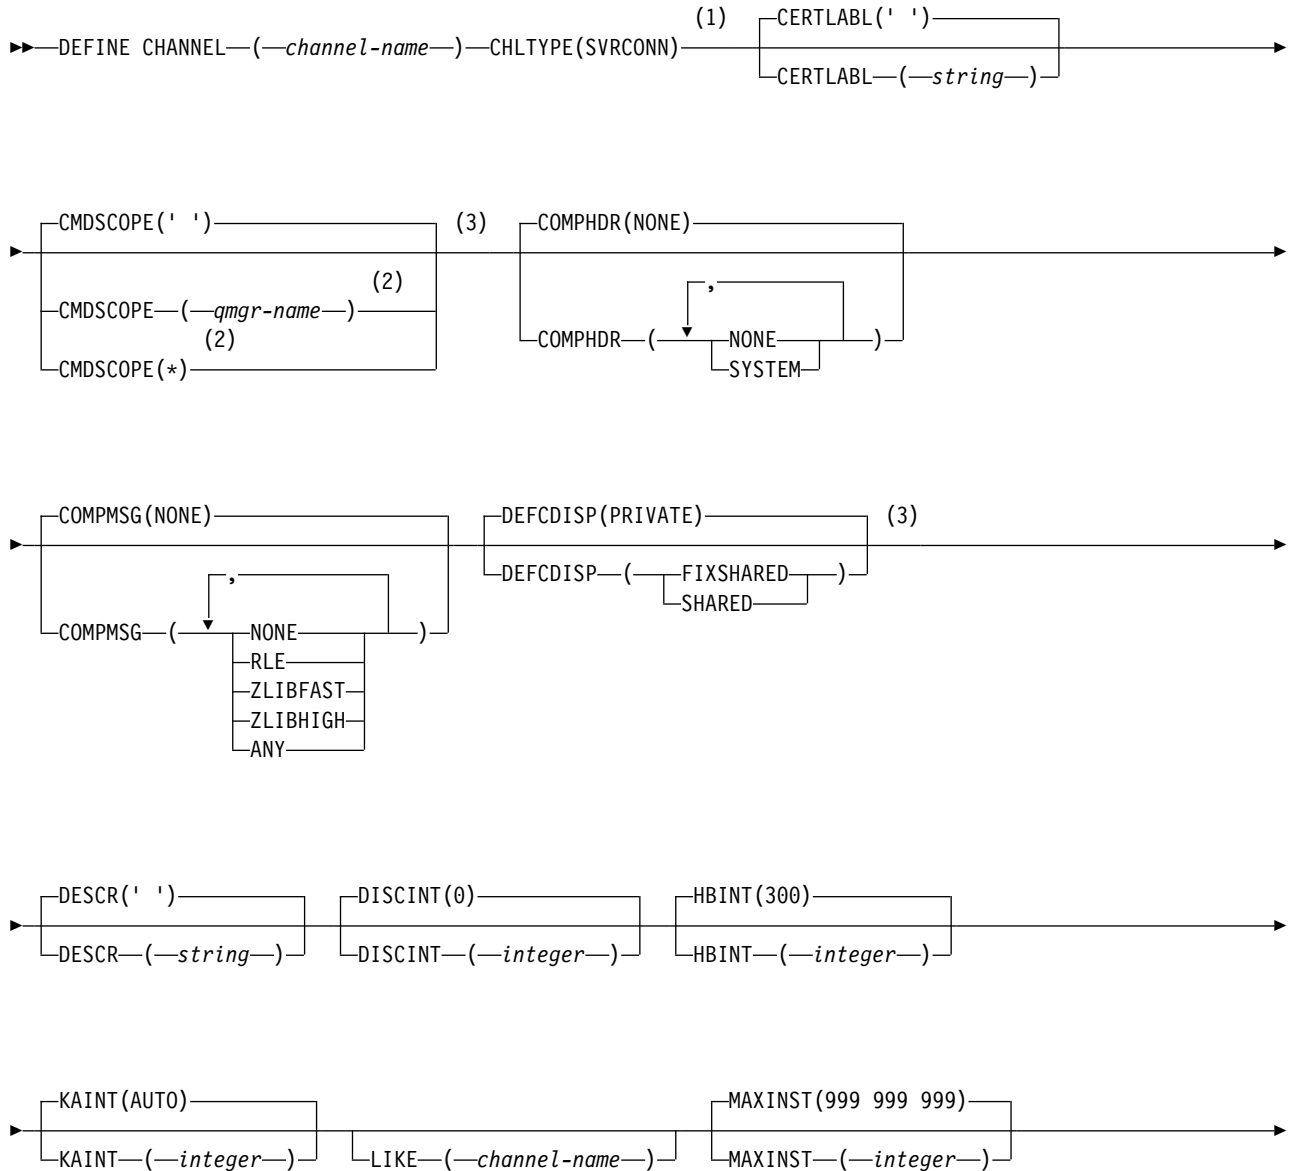 (1) CERTLABL(' ')
DEFINE CHANNEL ( channel-name ) CHLTYPE(SVRCONN)
CERTLABL ( string )
CMDSCOPE(' ') (3) COMPHDR(NONE)
(2) ,
CMDSCOPE ( qmgr-name )
(2) COMPHDR ( NONE )
CMDSCOPE(*) SYSTEM
COMPMSG(NONE) DEFCDISP(PRIVATE) (3)
, DEFCDISP ( FIXSHARED )
SHARED
COMPMSG ( NONE )
RLE
ZLIBFAST
ZLIBHIGH
ANY
DESCR(' ') DISCINT(0) HBINT(300)
DESCR ( string ) DISCINT ( integer ) HBINT ( integer )
KAINT(AUTO) MAXINST(999 999 999)
KAINT ( integer ) LIKE ( channel-name ) MAXINST ( integer )